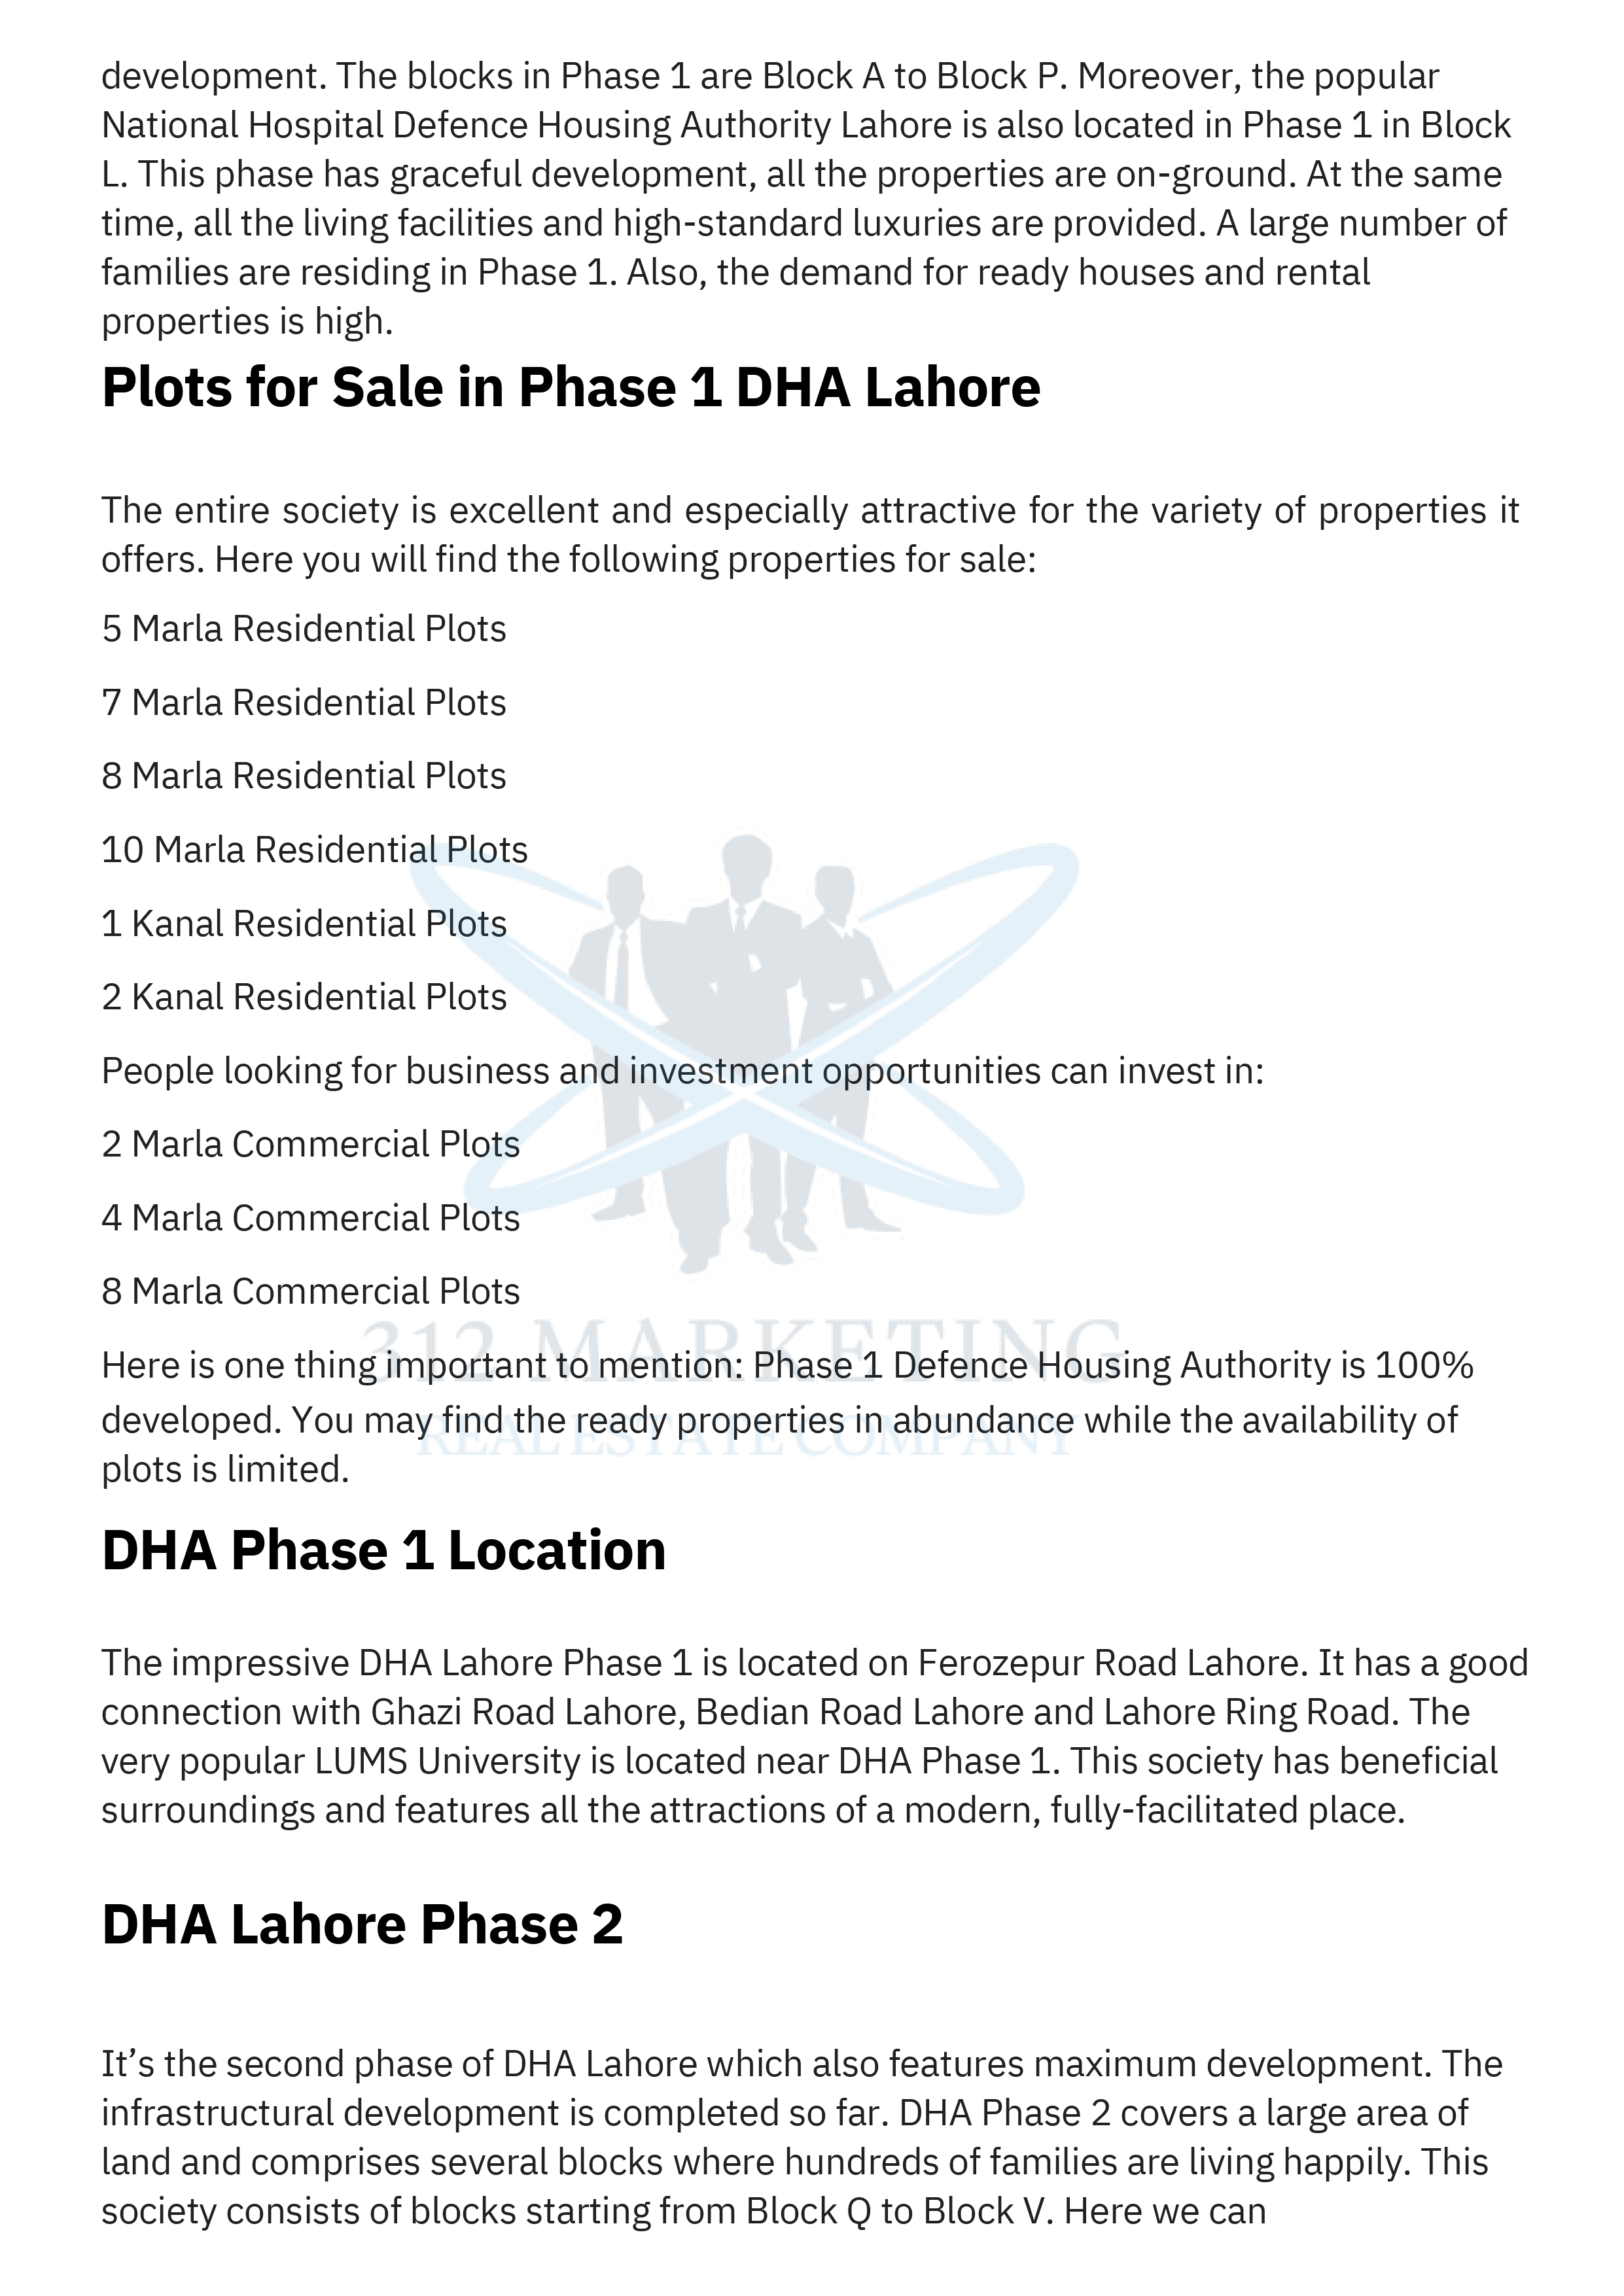 development. The blocks in Phase 1 are Block A to Block P. Moreover, the popular
National Hospital Defence Housing Authority Lahore is also located in Phase 1 in Block
L. This phase has graceful development, all the properties are on-ground. At the same
time, all the living facilities and high-standard luxuries are provided. A large number of
families are residing in Phase 1. Also, the demand for ready houses and rental
properties is high.
Plots for Sale in Phase 1 DHA Lahore
The entire society is excellent and especially attractive for the variety of properties it
offers. Here you will find the following properties for sale:
5 Marla Residential Plots
7 Marla Residential Plots
8 Marla Residential Plots
10 Marla Residential Plots
1 Kanal Residential Plots
2 Kanal Residential Plots
People looking for business and investment opportunities can invest in:
2 Marla Commercial Plots
4 Marla Commercial Plots
8 Marla Commercial Plots
312 MARKETING
Here is one thing important to mention: Phase 1 Defence Housing Authority is 100%
developed. You may find the ready properties in abundance while the availability of
REAL ESTATE COMPANY
plots is limited.
DHA Phase 1 Location
The impressive DHA Lahore Phase 1 is located on Ferozepur Road Lahore. It has a good
connection with Ghazi Road Lahore, Bedian Road Lahore and Lahore Ring Road. The
very popular LUMS University is located near DHA Phase 1. This society has beneficial
surroundings and features all the attractions of a modern, fully-facilitated place.
DHA Lahore Phase 2
It’s the second phase of DHA Lahore which also features maximum development. The
infrastructural development is completed so far. DHA Phase 2 covers a large area of
land and comprises several blocks where hundreds of families are living happily. This
society consists of blocks starting from Block Q to Block V. Here we can